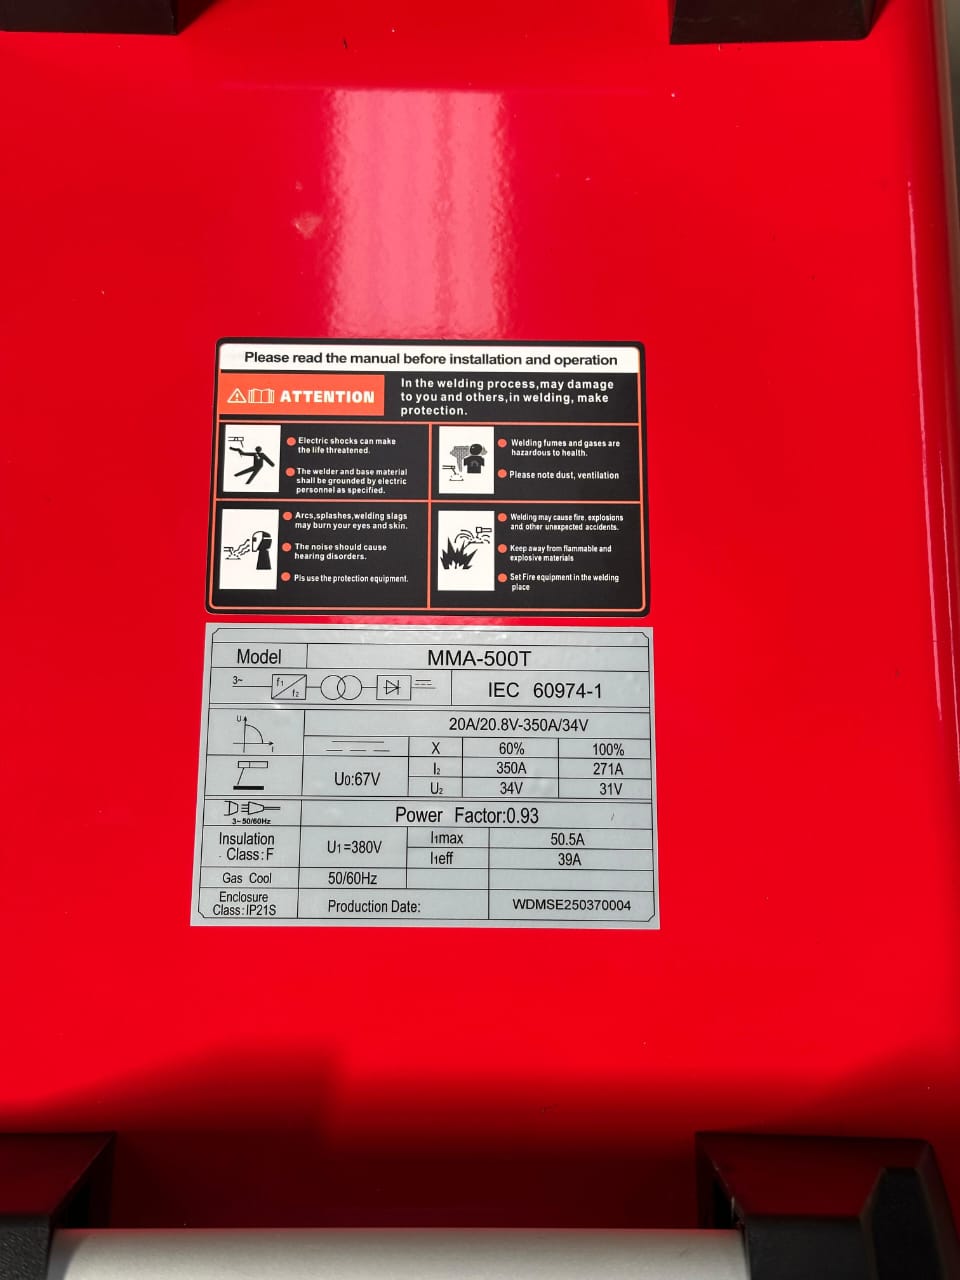 Please read the manual before installation and operation
ATTENTION
In the welding process,may damage
to you and others,in welding, make
protection.
Electric shocks can make
the life threatened.
The welder and base material
shall be grounded by electric
personnel as specified.
Welding fumes and gases are
hazardous to health.
Please note dust, ventilation
Arcs,splashes,welding slags
may burn your eyes and skin.
The noise should cause
hearing disorders.
Pls use the protection equipment.
Welding may cause fire, explosions
and other unexpected accidents.
Keep away from flammable and
explosive materials
Set Fire equipment in the welding
place
Model MMA-500T
3~ f1 f2 IEC 60974-1
U I 20A/20.8V-350A/34V
X 60% 100%
U0:67V I2 350A 271A
U2 34V 31V
3~50/60Hz Power Factor:0.93
Insulation
Class:F U1=380V I1max 50.5A
I1eff 39A
Gas Cool 50/60Hz
Enclosure
Class:IP21S Production Date: WDMSE250370004